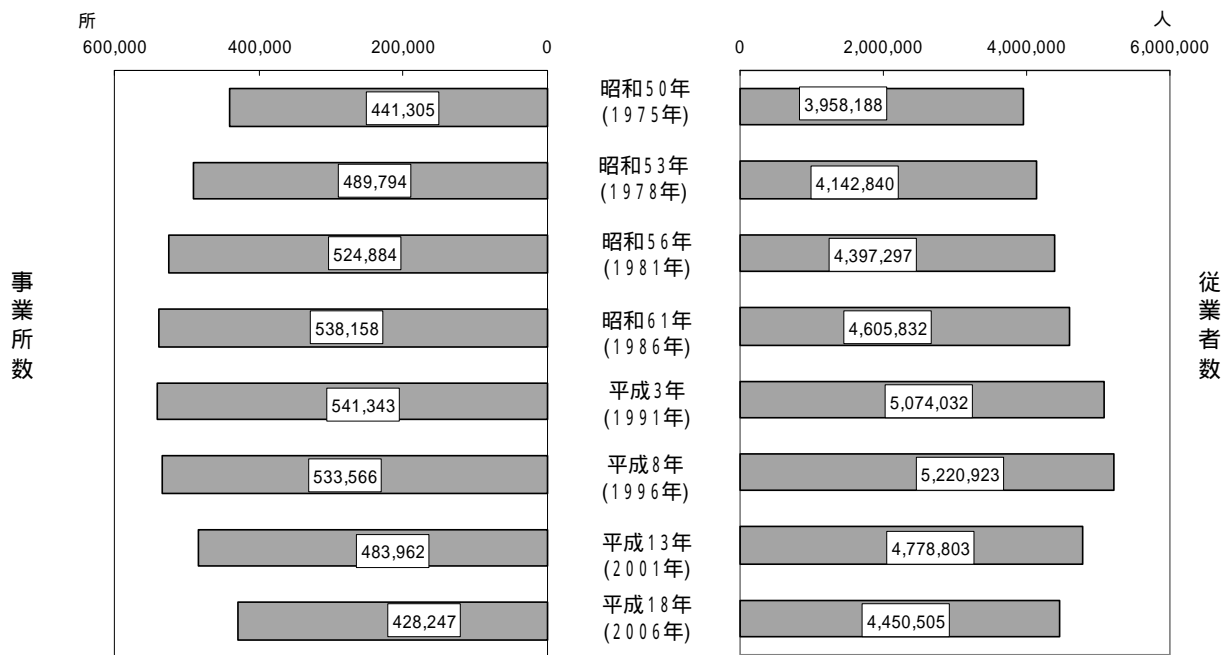 所
人
600,000 400,000 200,000 0
0 2,000,000 4,000,000 6,000,000
事業所数
従業者数
441,305
昭和50年
(1975年)
3,958,188
489,794
昭和53年
(1978年)
4,142,840
524,884
昭和56年
(1981年)
4,397,297
538,158
昭和61年
(1986年)
4,605,832
541,343
平成3年
(1991年)
5,074,032
533,566
平成8年
(1996年)
5,220,923
483,962
平成13年
(2001年)
4,778,803
428,247
平成18年
(2006年)
4,450,505